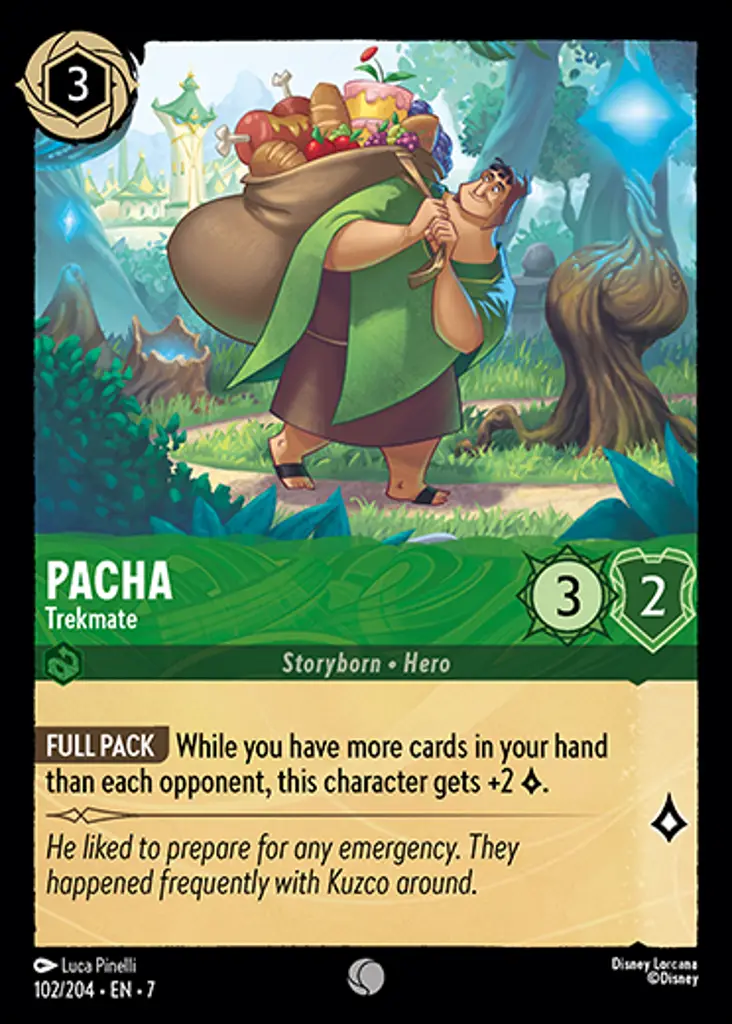 3
PACHA
Trekmate
3
2
Storyborn • Hero
FULL PACK While you have more cards in your hand
than each opponent, this character gets +2 .
He liked to prepare for any emergency. They
happened frequently with Kuzco around.
Luca Pinelli
102/204 • EN • 7
Disney Lorcana
©Disney